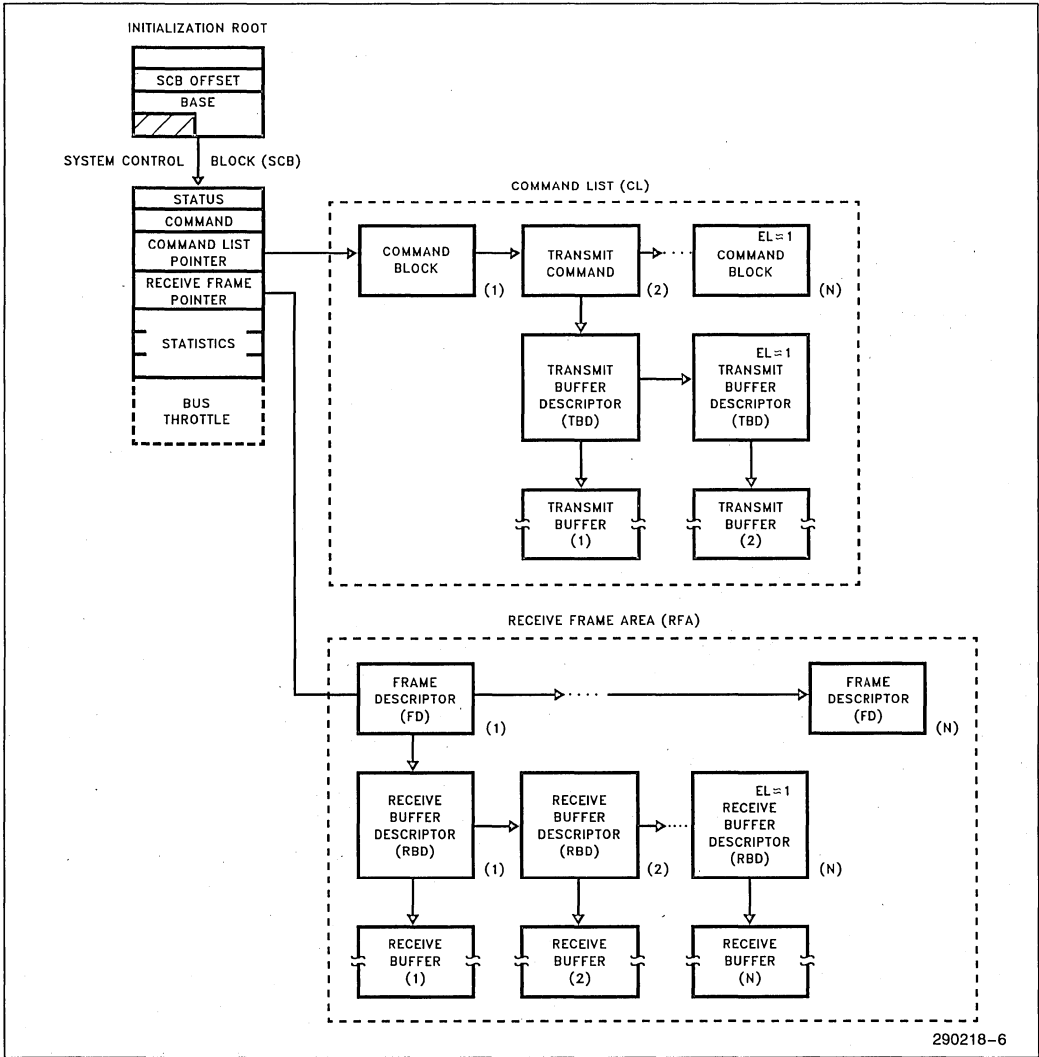 INITIALIZATION ROOT
SCB OFFSET
BASE
SYSTEM CONTROL BLOCK (SCB)
STATUS
COMMAND
COMMAND LIST
POINTER
RECEIVE FRAME
POINTER
STATISTICS
BUS
THROTTLE
COMMAND LIST (CL)
COMMAND
BLOCK
(1)
TRANSMIT
COMMAND
(2)
EL=1
COMMAND
BLOCK
(N)
TRANSMIT
BUFFER
DESCRIPTOR
(TBD)
EL=1
TRANSMIT
BUFFER
DESCRIPTOR
(TBD)
TRANSMIT
BUFFER
(1)
TRANSMIT
BUFFER
(2)
RECEIVE FRAME AREA (RFA)
FRAME
DESCRIPTOR
(FD)
(1)
FRAME
DESCRIPTOR
(FD)
(N)
RECEIVE
BUFFER
DESCRIPTOR
(RBD)
(1)
RECEIVE
BUFFER
DESCRIPTOR
(RBD)
(2)
EL=1
RECEIVE
BUFFER
DESCRIPTOR
(RBD)
(N)
RECEIVE
BUFFER
(1)
RECEIVE
BUFFER
(2)
RECEIVE
BUFFER
(N)
290218-6